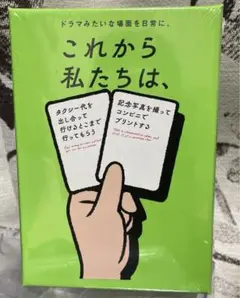 ドラマみたいな場面を日常に。
これから
私たちは、
タクシー代を
出し合って
行けるとこまで
行ってもらう
記念写真を撮って
コンビニで
プリントする